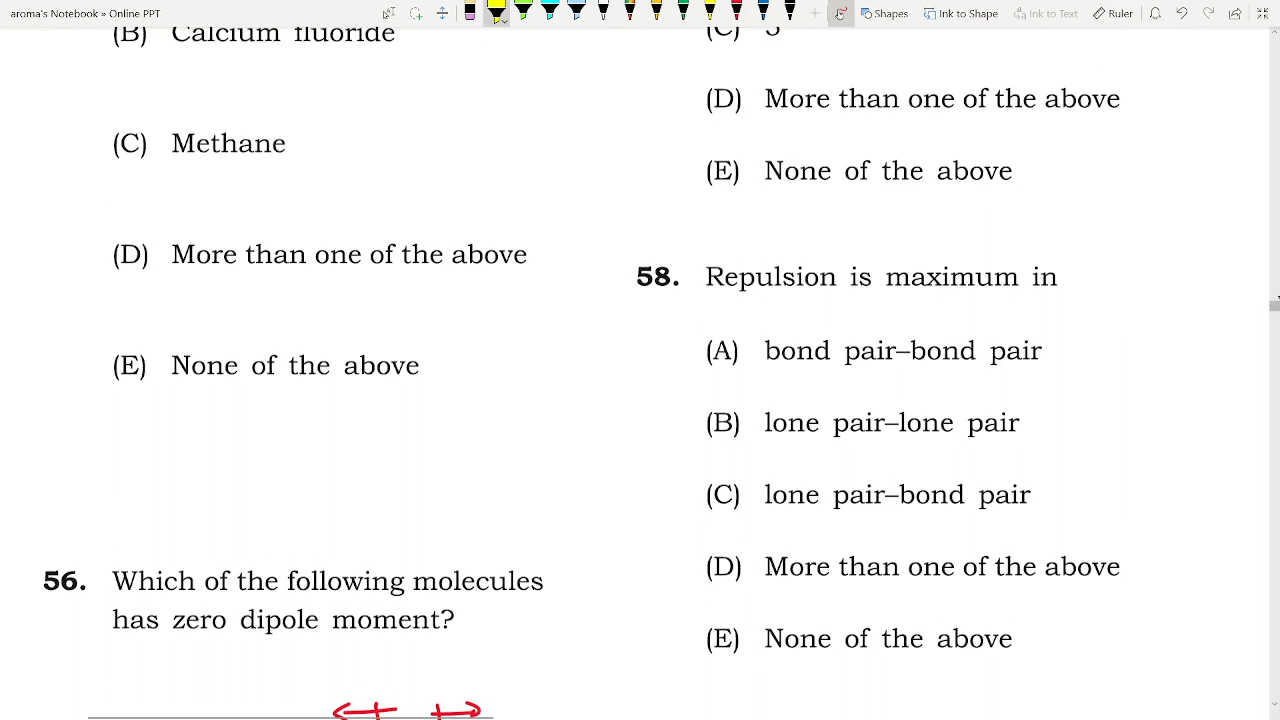 aroma's Notebook » Online PPT
Shapes
Ink to Shape
Ink to Text
Ruler
(B) Calcium fluoride
(C) Methane
(D) More than one of the above
(E) None of the above
56. Which of the following molecules
has zero dipole moment?
(D) More than one of the above
(E) None of the above
58. Repulsion is maximum in
(A) bond pair–bond pair
(B) lone pair–lone pair
(C) lone pair–bond pair
(D) More than one of the above
(E) None of the above